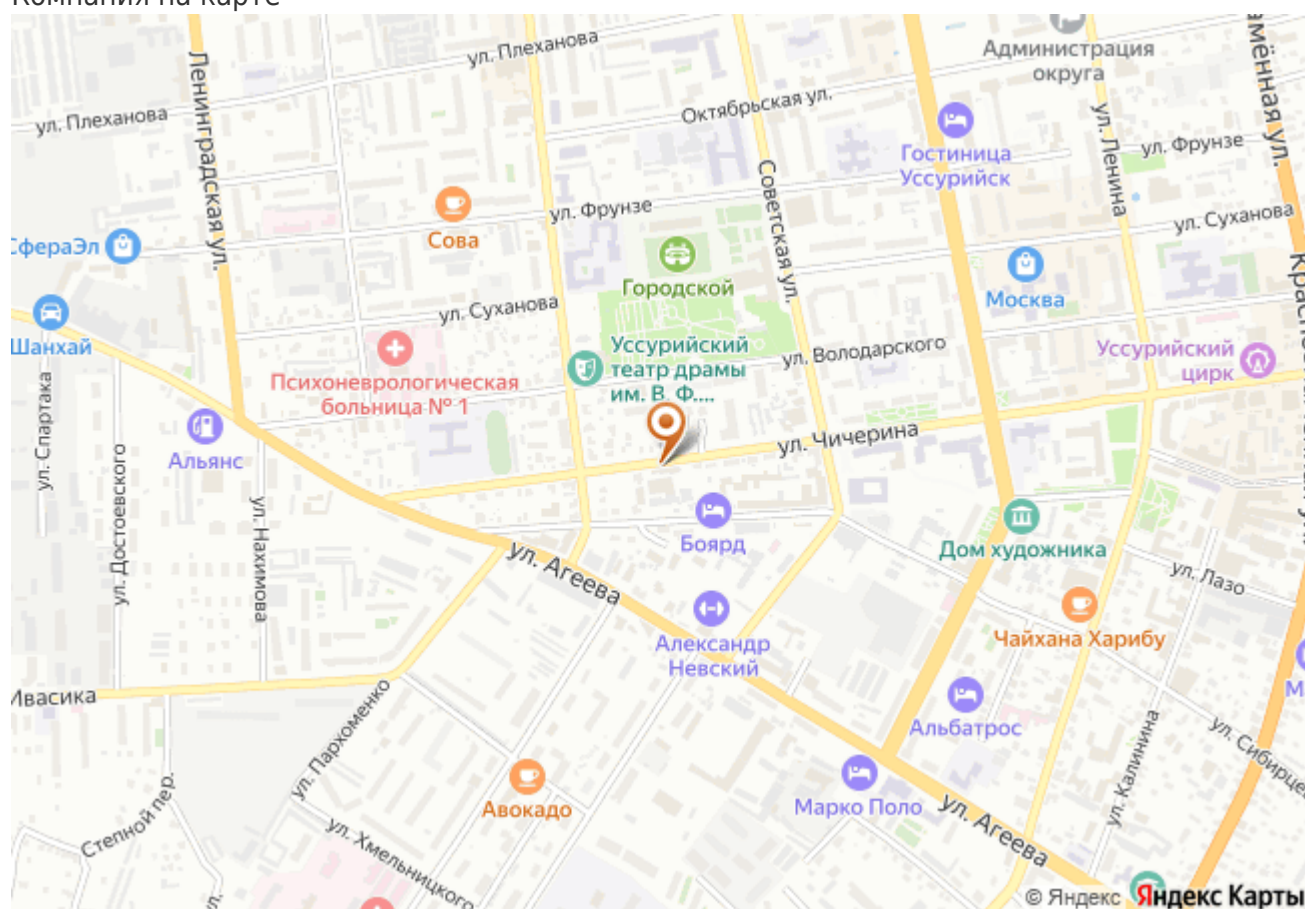 Компания на карте
ул. Плеханова
Администрация
округа
Ленинградская ул.
ул. Плеханова
Октябрьская ул.
Гостиница
Уссурийск
ул. Ленина
ул. Фрунзе
Советская ул.
ул. Фрунзе
Сова
ул. Суханова
СфераЭл
Городской
Москва
ул. Суханова
Шанхай
Уссурийский
театр драмы
им. В. Ф....
ул. Володарского
Уссурийский
цирк
Психоневрологическая
больница № 1
ул. Спартака
Альянс
ул. Чичерина
ул. Достоевского
ул. Нахимова
Боярд
Дом художника
ул. Агеева
ул. Лазо
Александр
Невский
Чайхана Харибу
Ивасика
ул. Пархоменко
Альбатрос
ул. Калинина
Авокадо
Марко Поло
ул. Агеева
Степной пер.
ул. Хмельницкого
© Яндекс Яндекс Карты